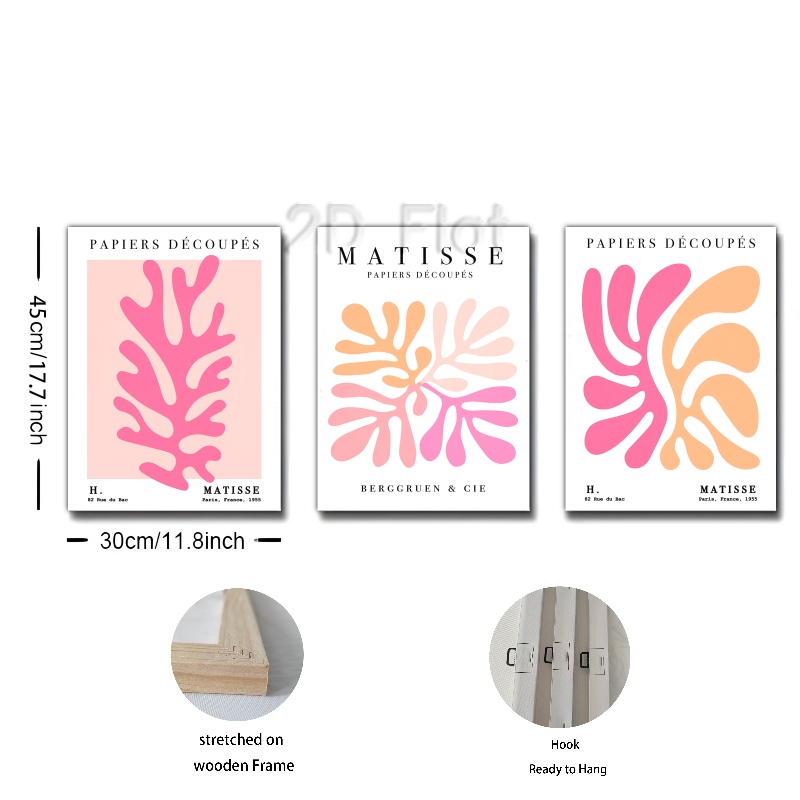 2D Flat
PAPIERS DÉCOUPÉS
H. MATISSE
82 Rue du Bac Paris, France, 1955
MATISSE
PAPIERS DÉCOUPÉS
BERGGRUEN & CIE
PAPIERS DÉCOUPÉS
H. MATISSE
82 Rue du Bac Paris, France, 1955
45cm/17.7inch
30cm/11.8inch
stretched on
wooden Frame
Hook
Ready to Hang